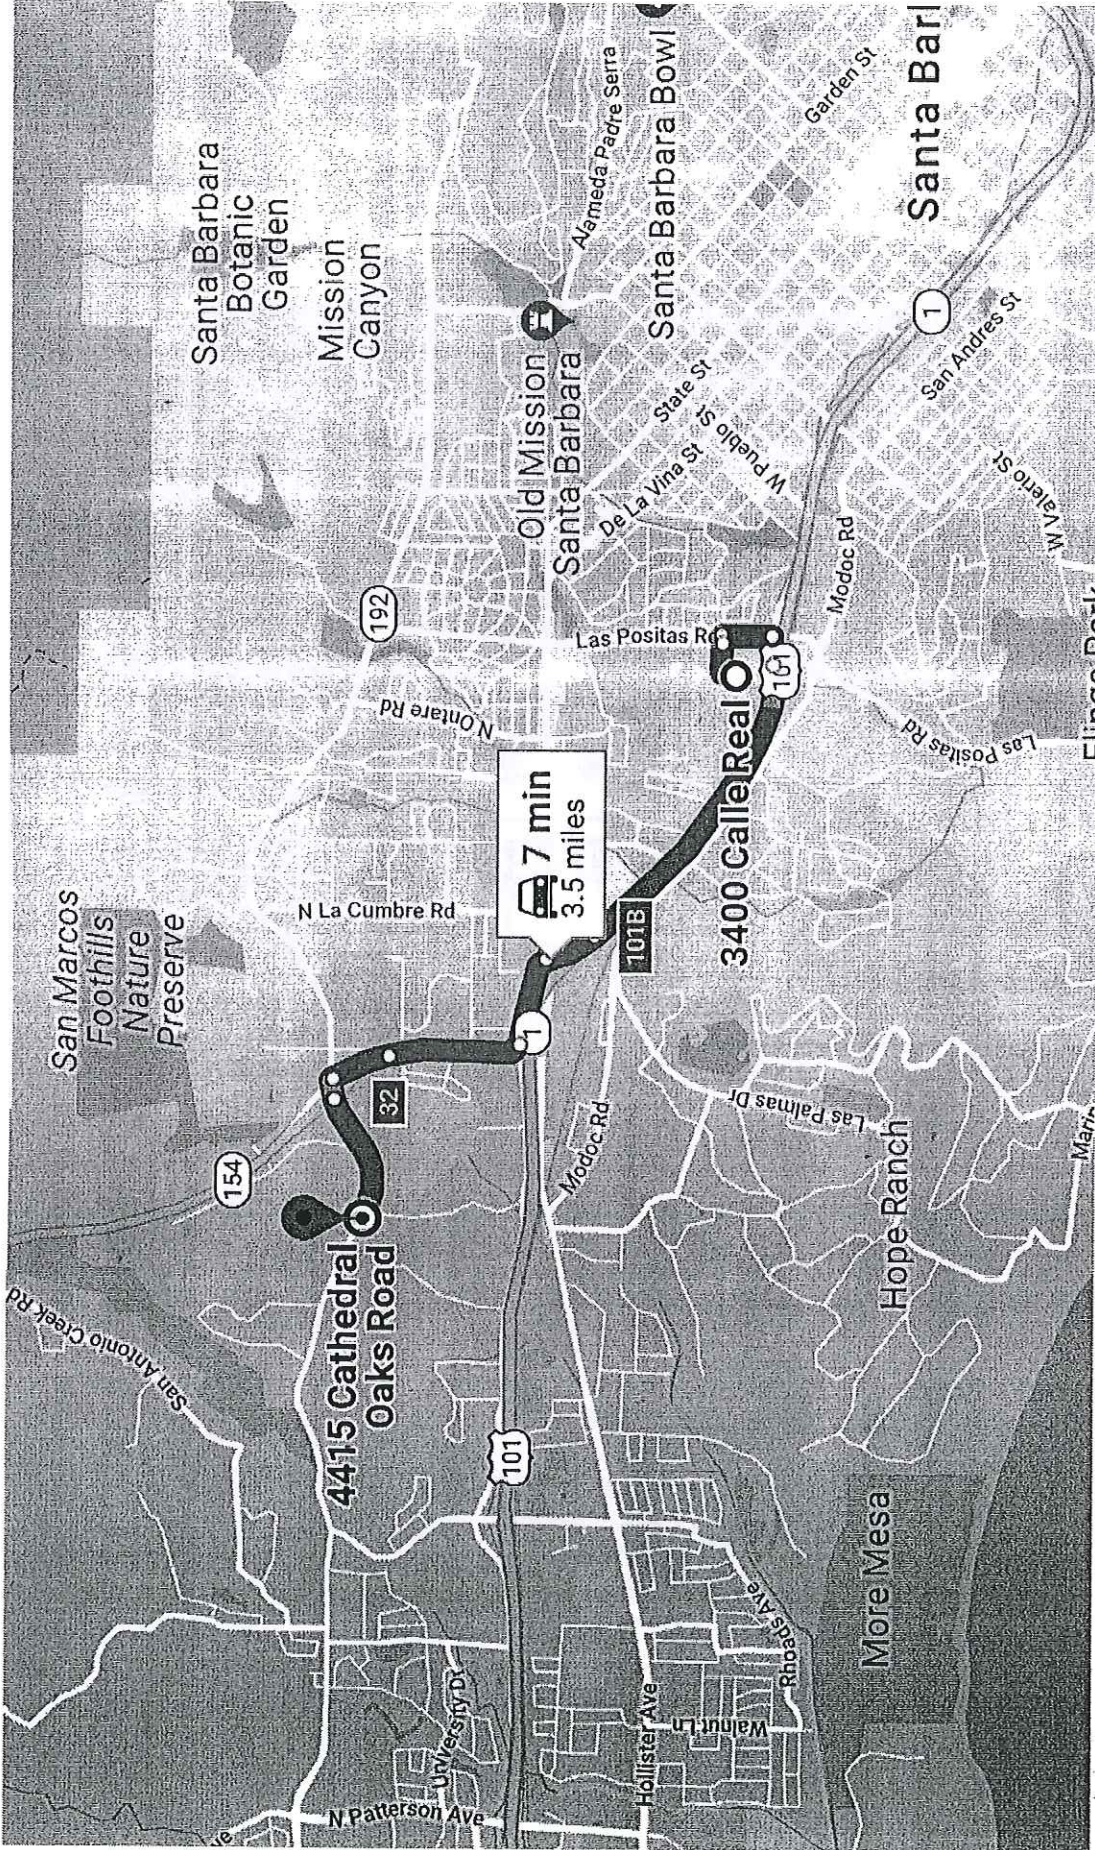 San Marcos
Foothills
Nature
Preserve
Santa Barbara
Botanic
Garden
Mission
Canyon
San Antonio Creek Rd
154
192
N Ontare Rd
N La Cumbre Rd
32
4415 Cathedral
Oaks Road
7 min
3.5 miles
Old Mission
Santa Barbara
Alameda Padre Serra
Santa Barbara Bowl
Garden St
State St
De La Vina St
W Pueblo St
Las Positas Rd
101
3400 Calle Real
101B
1
101
Modoc Rd
Modoc Rd
Las Positas Rd
1
San Andres St
W Valerio St
Santa Barl
Las Palmas Dr
Hope Ranch
Marin
More Mesa
Rhoads Ave
Walnut Ln
Hollister Ave
University Dr
N Patterson Ave